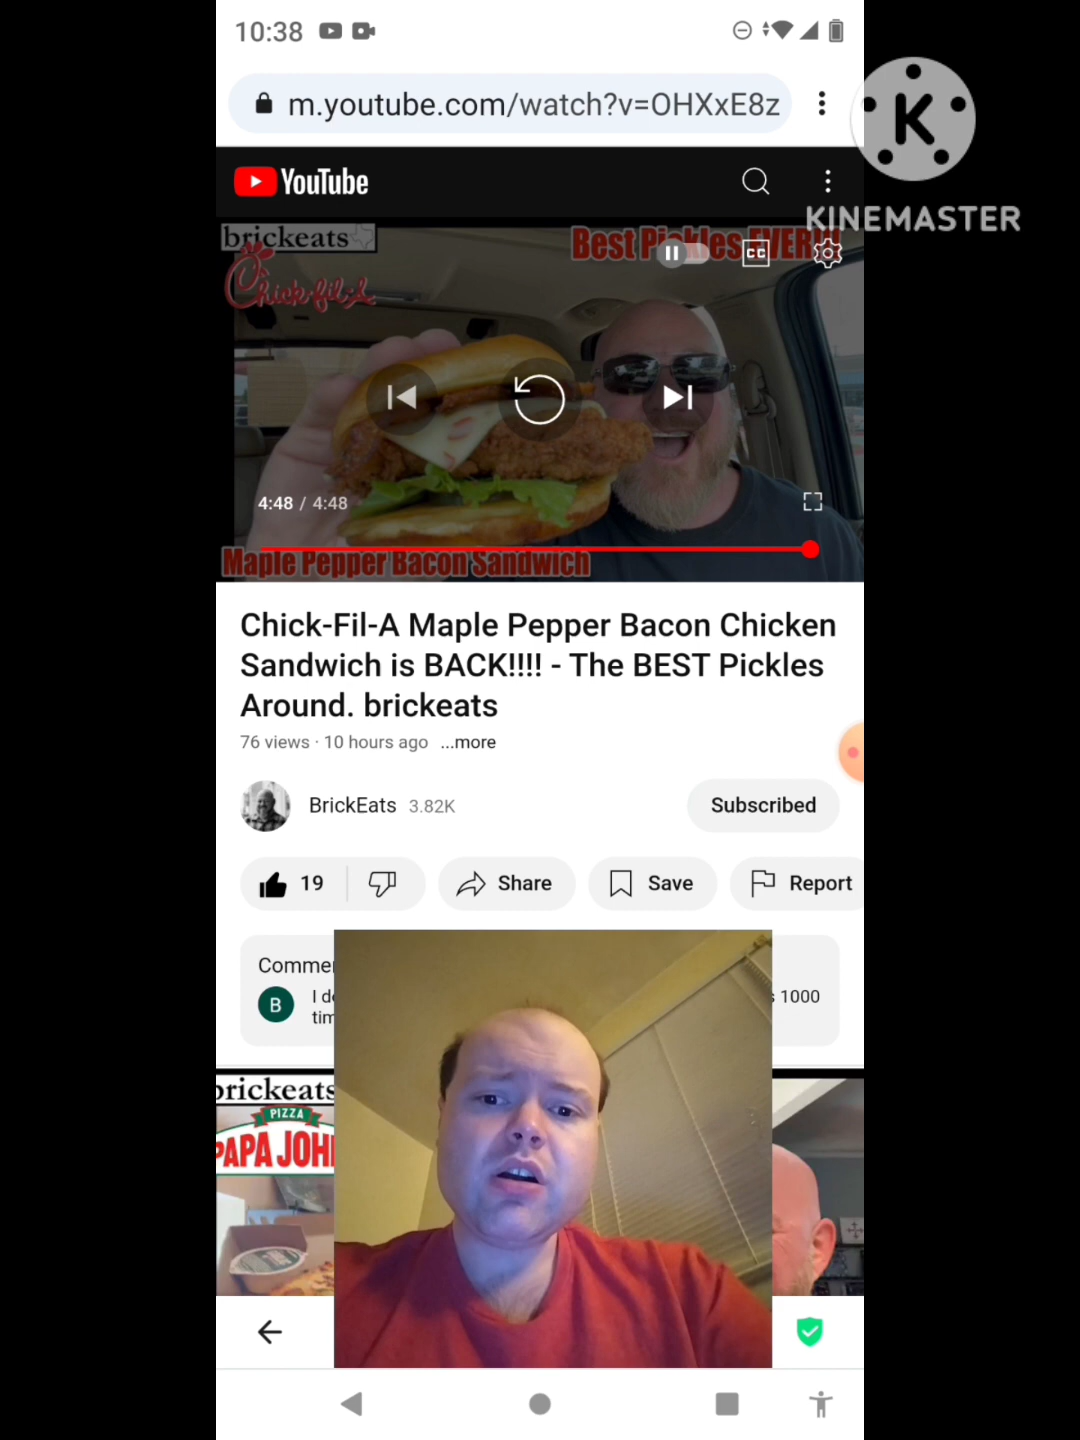 10:38
m.youtube.com/watch?v=OHXxE8z
K
KINEMASTER
YouTube
brickeats
Chick-fil-A
Best Pickles EVER!!!
CC
4:48 / 4:48
Maple Pepper Bacon Sandwich
Chick-Fil-A Maple Pepper Bacon Chicken
Sandwich is BACK!!!! - The BEST Pickles
Around. brickeats
76 views · 10 hours ago ...more
BrickEats 3.82K
Subscribed
19
Share
Save
Report
B
1000
brickeats
PIZZA